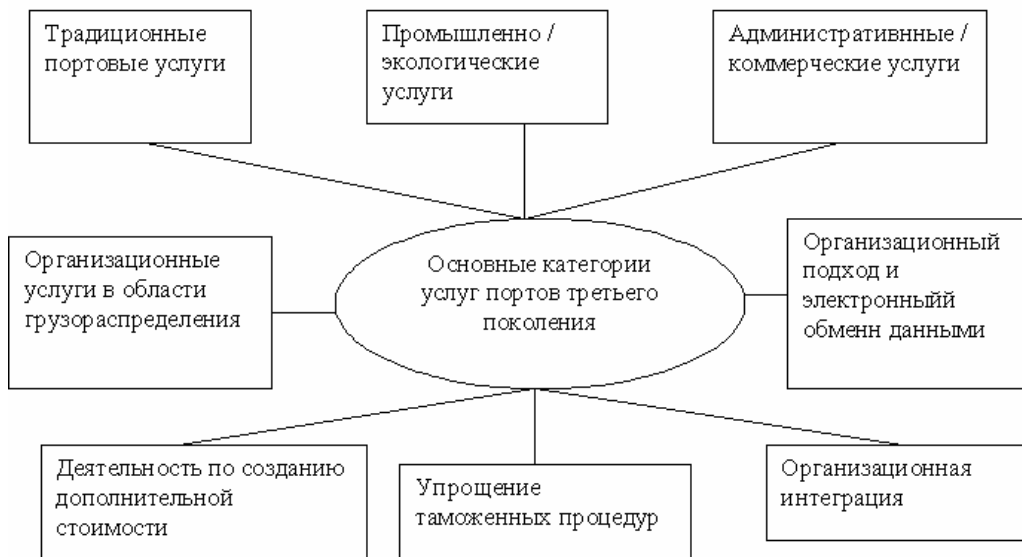 Традиционные
портовые услуги
Промышленно /
экологические
услуги
Административнные /
коммерческие услуги
Организационные
услуги в области
грузораспределения
Основные категории
услуг портов третьего
поколения
Организационный
подход и
электронныйй
обменн данными
Деятельность по созданию
дополнительной
стоимости
Упрощение
таможенных процедур
Организационная
интеграция